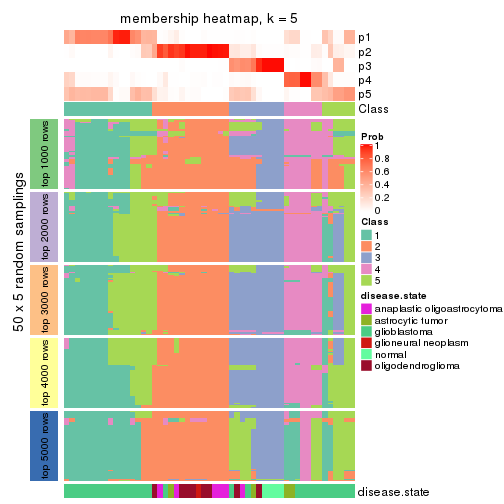 membership heatmap, k = 5
p1
p2
p3
p4
p5
Class
50 x 5 random samplings
top 1000 rows
top 2000 rows
top 3000 rows
top 4000 rows
top 5000 rows
disease.state
Prob
1
0.8
0.6
0.4
0.2
0
Class
1
2
3
4
5
disease.state
anaplastic oligoastrocytoma
astrocytic tumor
glioblastoma
glioneural neoplasm
normal
oligodendroglioma